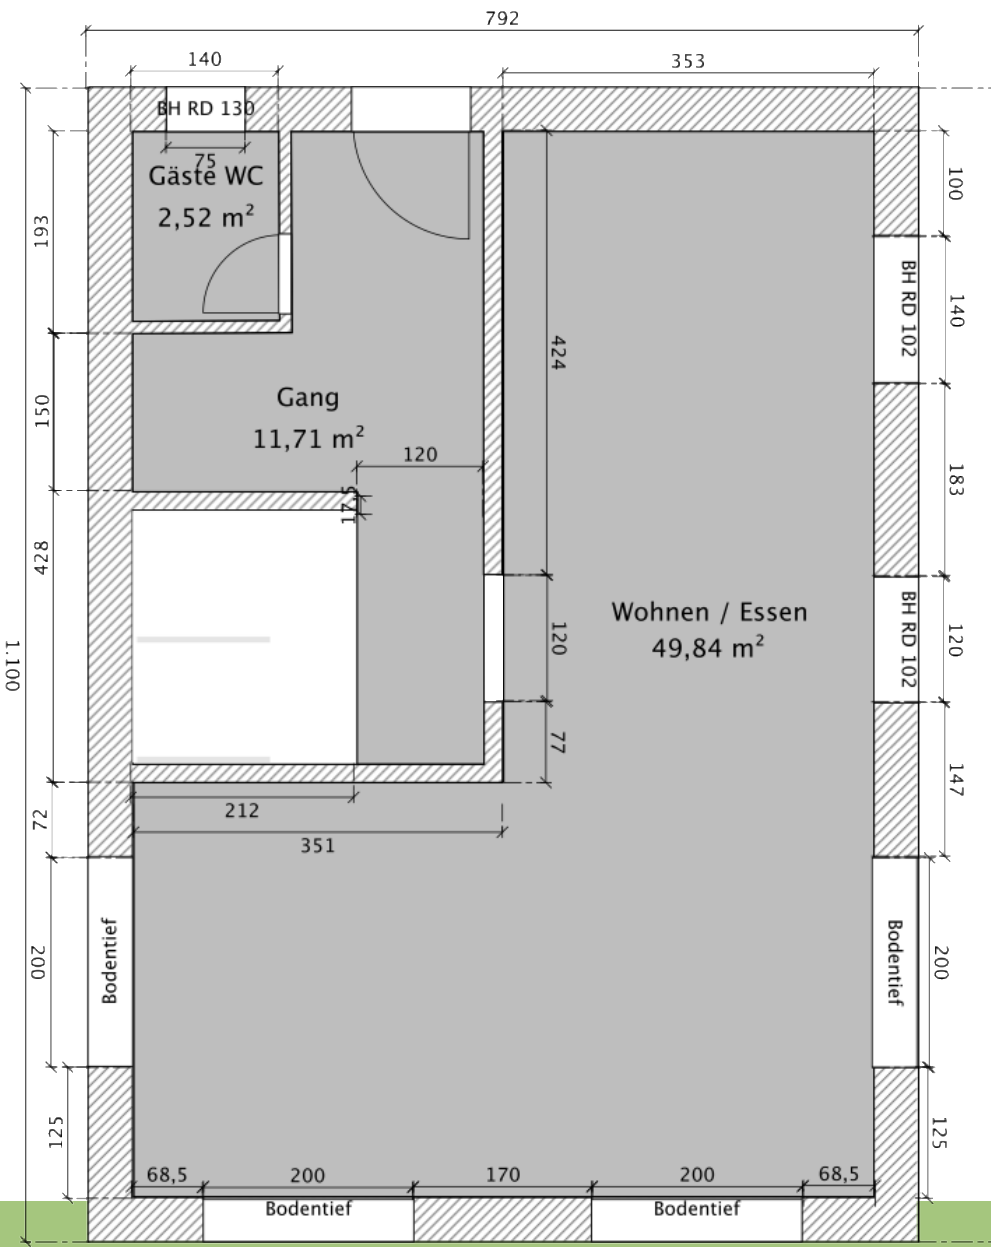 792
140
353
BH RD 130
75
Gäste WC
2,52 m²
193
100
BH RD 102
140
424
150
Gang
11,71 m²
120
17,5
183
428
Wohnen / Essen
49,84 m²
120
BH RD 102
120
1.100
77
147
212
72
351
200
Bodentief
Bodentief
200
125
125
68,5
200
170
200
68,5
Bodentief
Bodentief